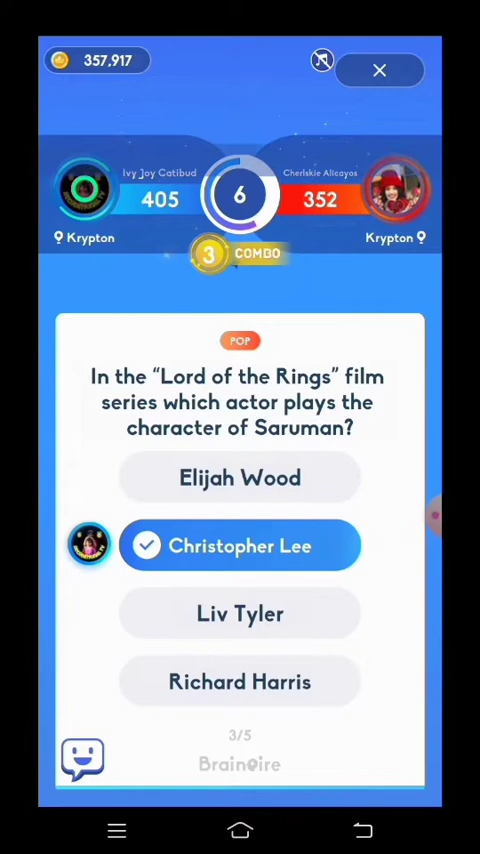 357,917
Ivy Joy Catibud
Cherlskie Alicayos
405
6
352
Krypton
Krypton
3 COMBO
POP
In the “Lord of the Rings” film
series which actor plays the
character of Saruman?
Elijah Wood
Christopher Lee
Liv Tyler
Richard Harris
3/5
Brainire